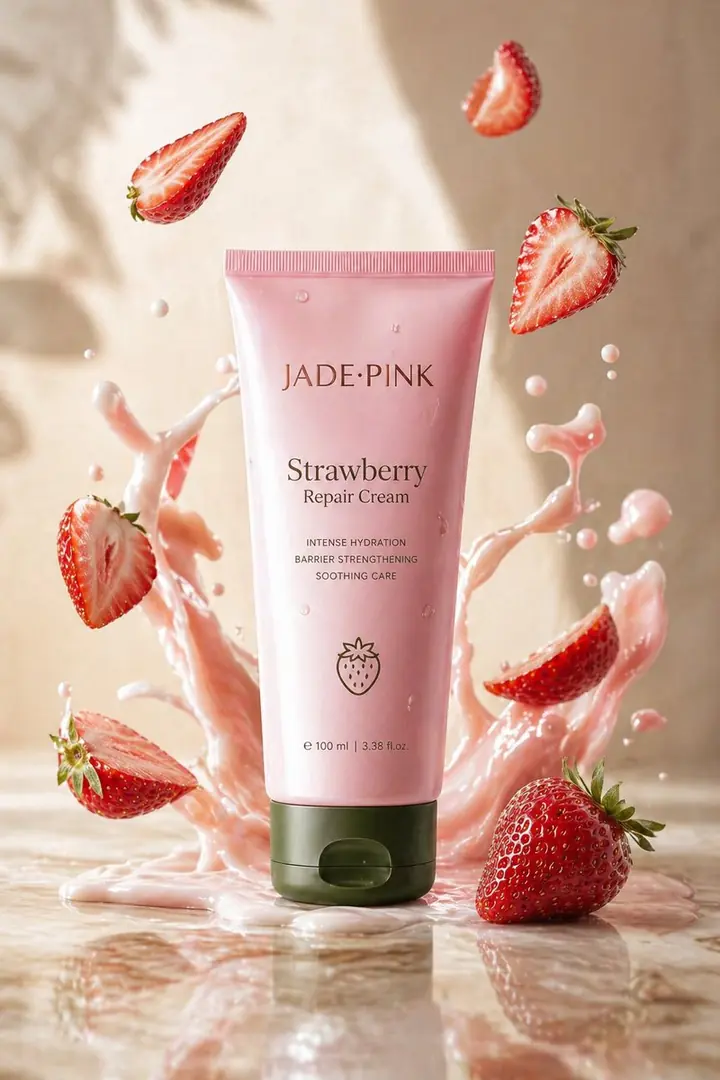 JADE·PINK
Strawberry
Repair Cream
INTENSE HYDRATION
BARRIER STRENGTHENING
SOOTHING CARE
℮ 100 ml | 3.38 fl.oz.